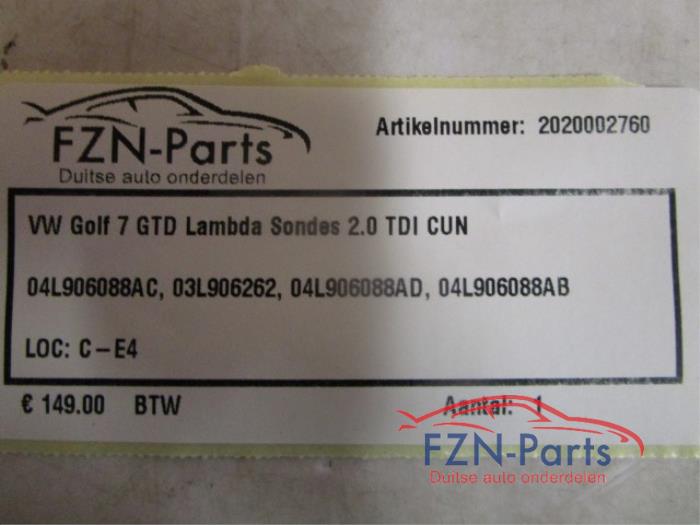 FZN-Parts
Duitse auto onderdelen
Artikelnummer: 2020002760
VW Golf 7 GTD Lambda Sondes 2.0 TDI CUN
04L906088AC, 03L906262, 04L906088AD, 04L906088AB
LOC: C-E4
€ 149.00 BTW
Aantal: 1
FZN-Parts
Duitse auto onderdelen